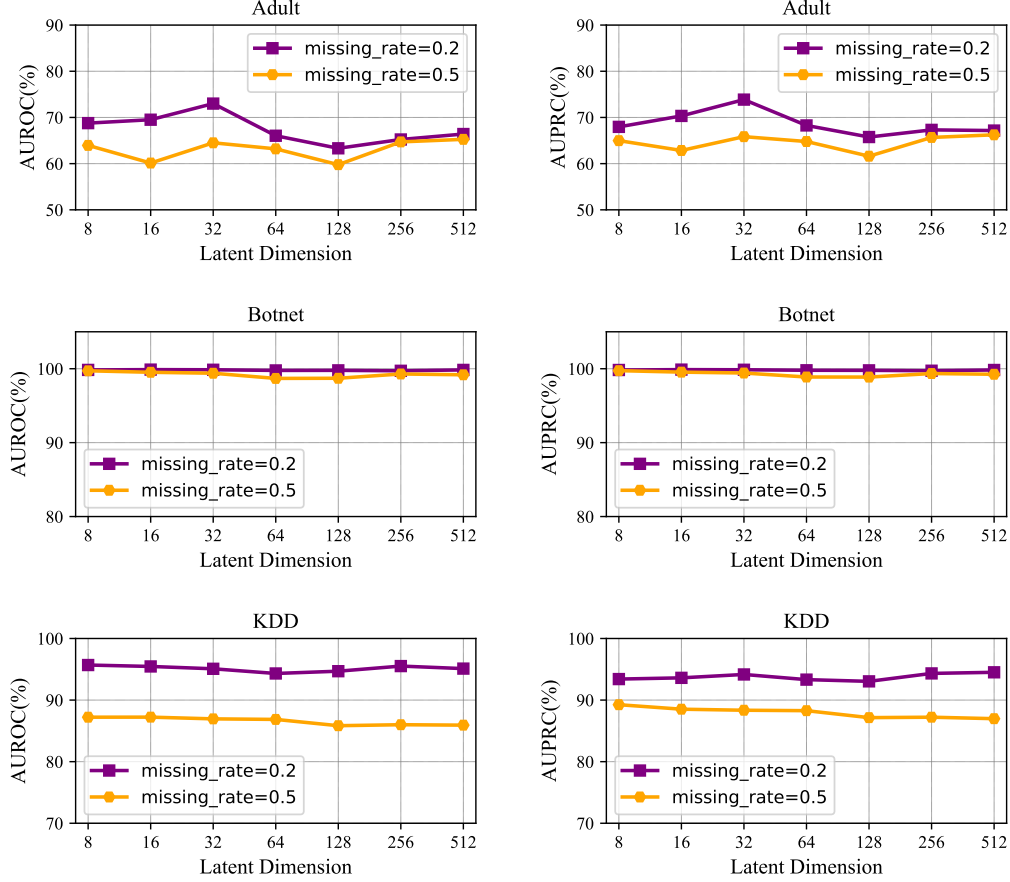 Adult
AUROC(%)
90
80
70
60
50
missing_rate=0.2
missing_rate=0.5
8 16 32 64 128 256 512
Latent Dimension
Adult
AUPRC(%)
90
80
70
60
50
missing_rate=0.2
missing_rate=0.5
8 16 32 64 128 256 512
Latent Dimension
Botnet
AUROC(%)
100
90
80
missing_rate=0.2
missing_rate=0.5
8 16 32 64 128 256 512
Latent Dimension
Botnet
AUPRC(%)
100
90
80
missing_rate=0.2
missing_rate=0.5
8 16 32 64 128 256 512
Latent Dimension
KDD
AUROC(%)
100
90
80
70
missing_rate=0.2
missing_rate=0.5
8 16 32 64 128 256 512
Latent Dimension
KDD
AUPRC(%)
100
90
80
70
missing_rate=0.2
missing_rate=0.5
8 16 32 64 128 256 512
Latent Dimension